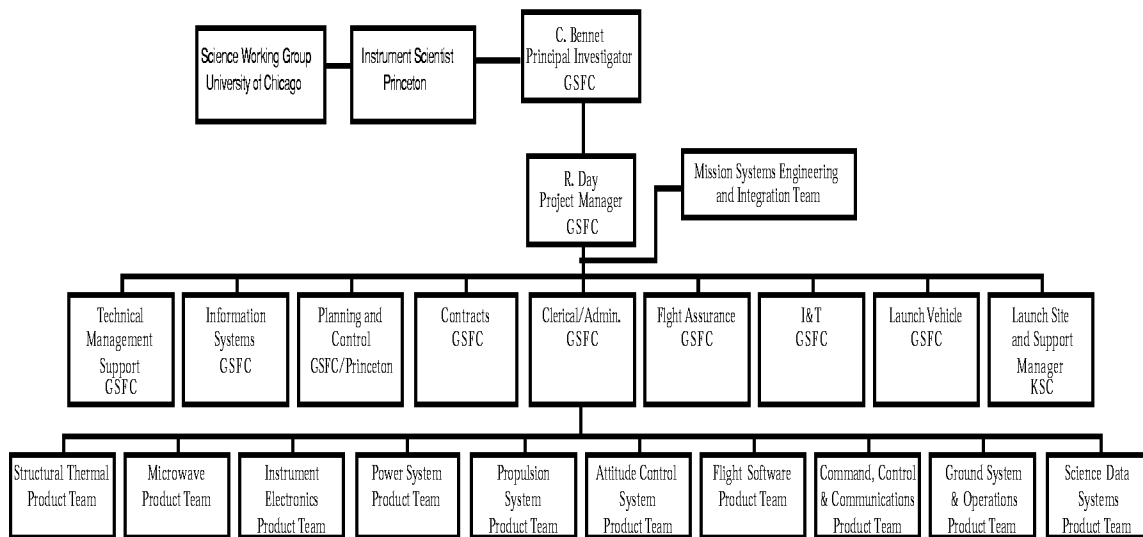 Science Working Group
University of Chicago
Instrument Scientist
Princeton
C. Bennet
Principal Investigator
GSFC
R. Day
Project Manager
GSFC
Mission Systems Engineering
and Integration Team
Technical
Management
Support
GSFC
Information
Systems
GSFC
Planning and
Control
GSFC/Princeton
Contracts
GSFC
Clerical/Admin.
GSFC
Flght Assurance
GSFC
I&T
GSFC
Launch Vehicle
GSFC
Launch Site
and Support
Manager
KSC
Structural Thermal
Product Team
Microwave
Product Team
Instrument
Electronics
Product Team
Power System
Product Team
Propulsion
System
Product Team
Attitude Control
System
Product Team
Flight Software
Product Team
Command, Control
& Communications
Product Team
Ground System
& Operations
Product Team
Science Data
Systems
Product Team